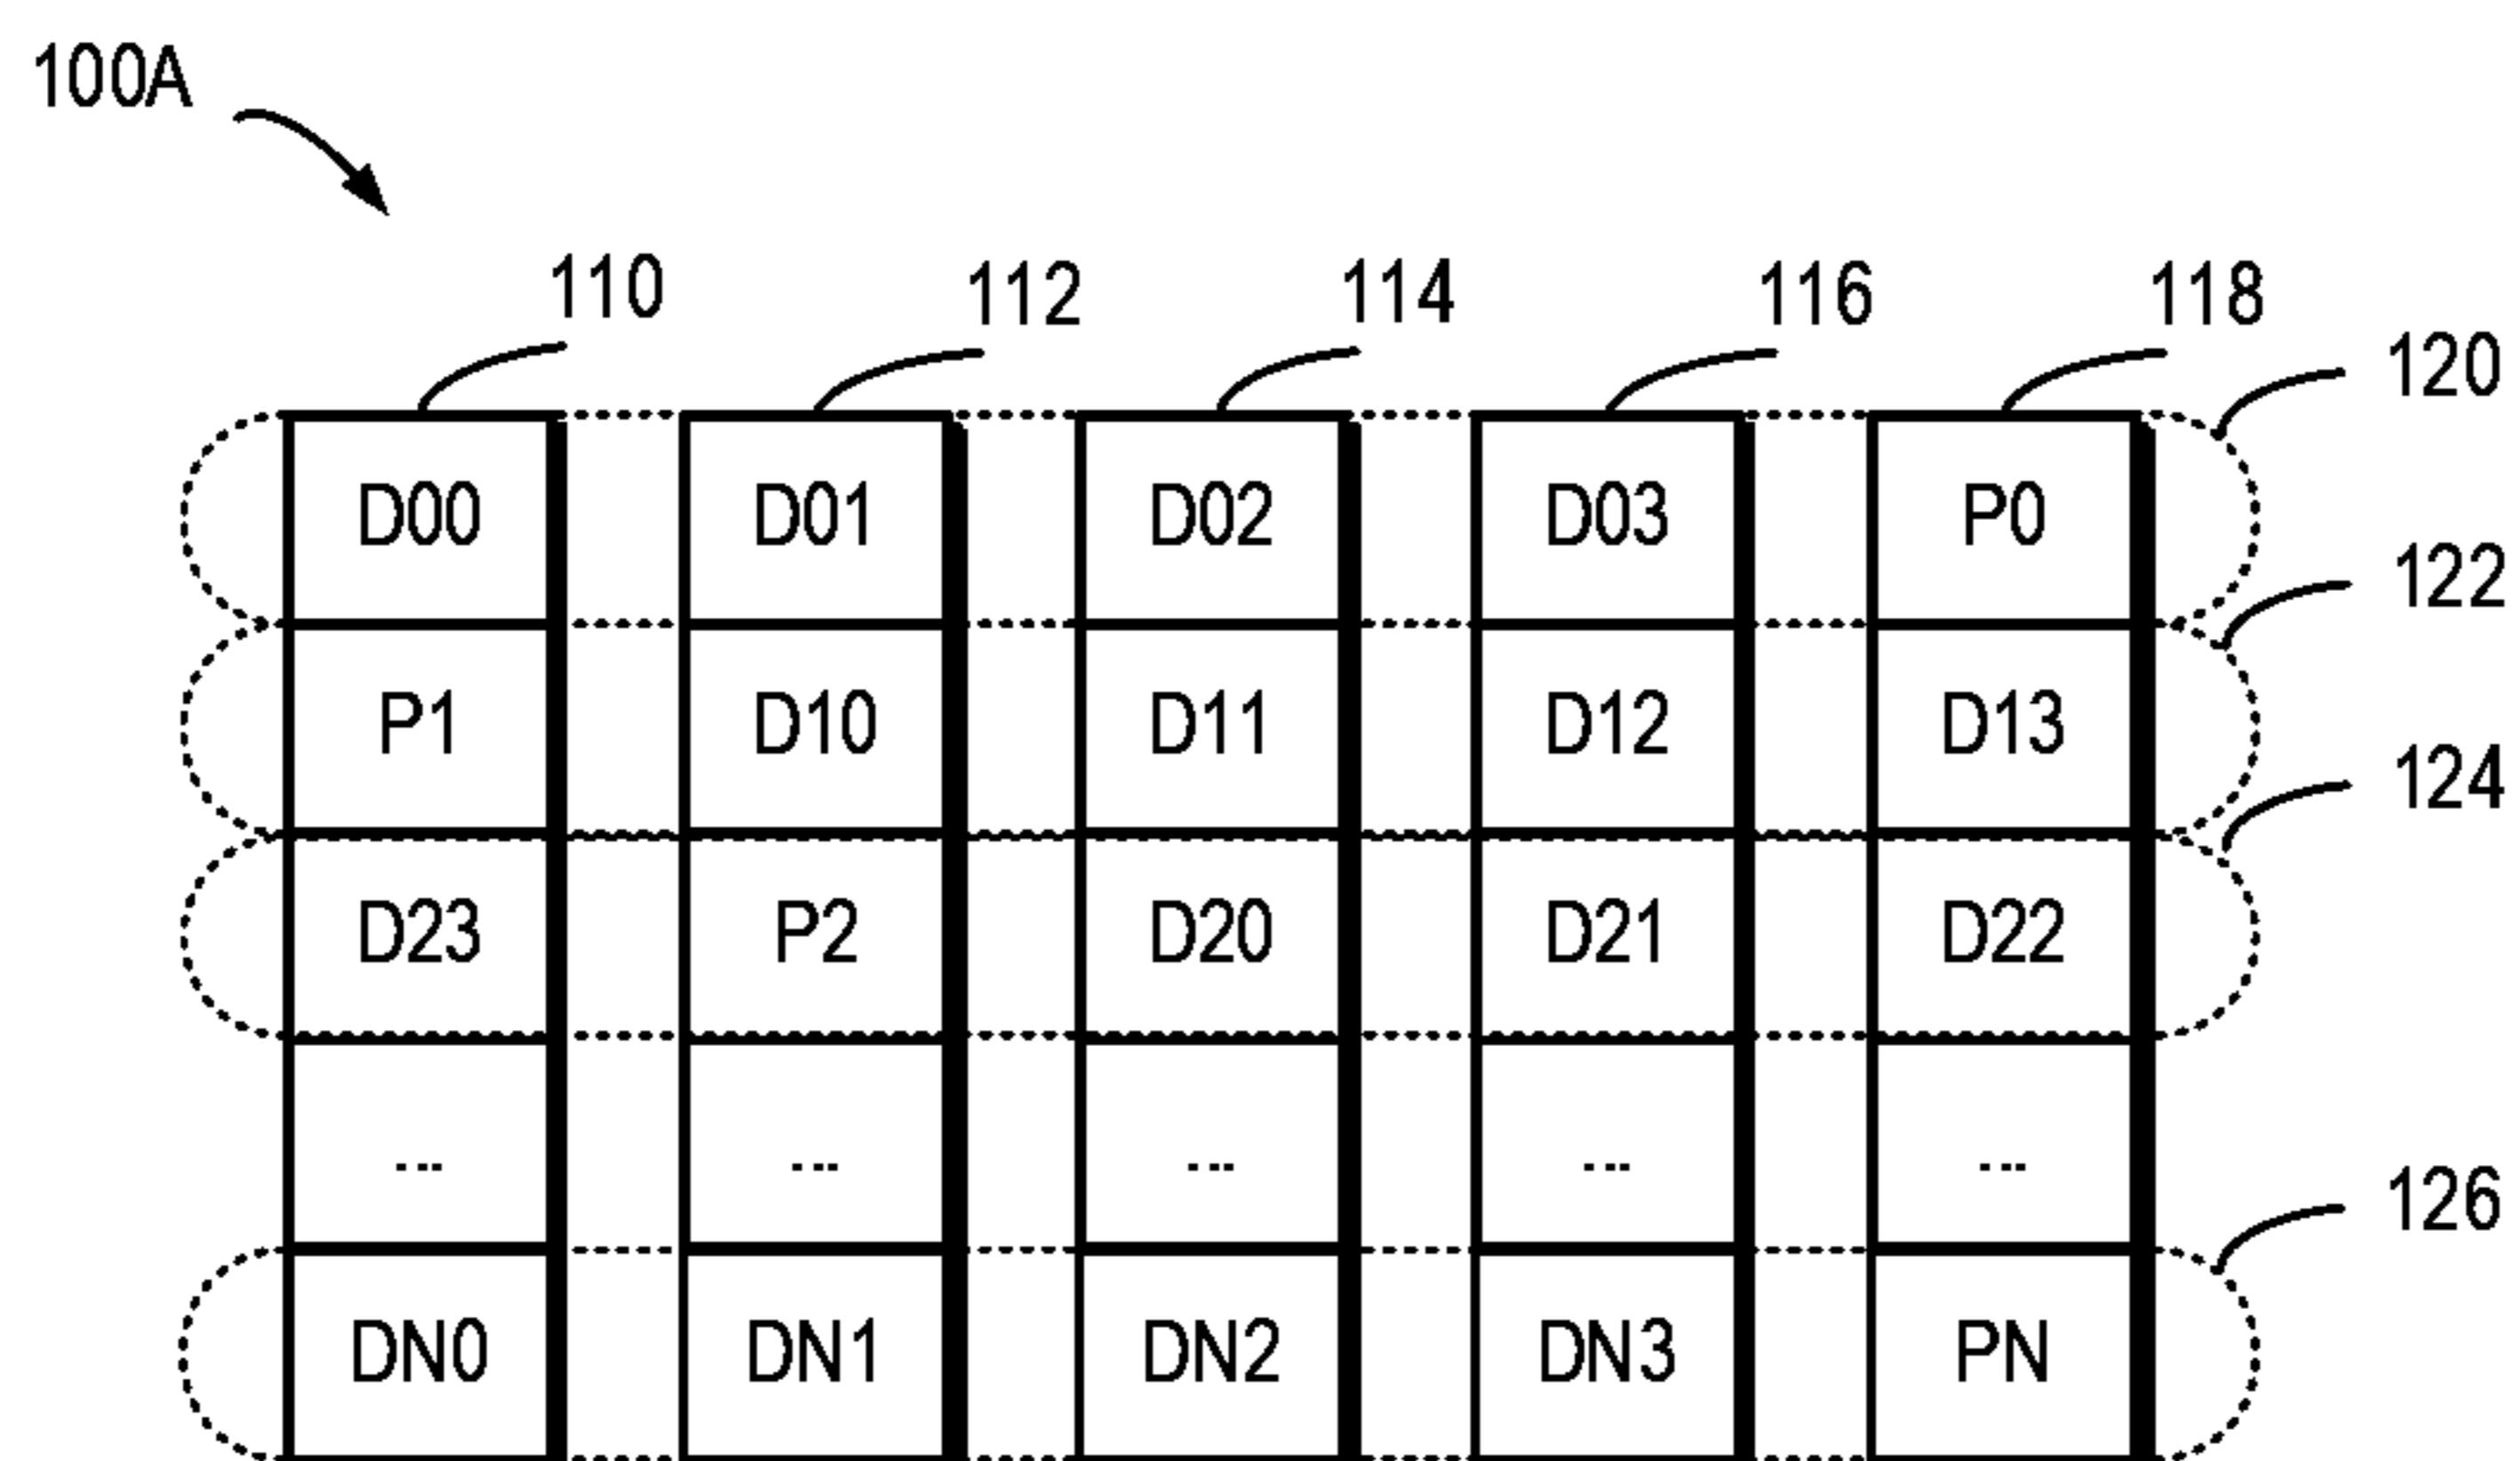 100A
110 112 114 116 118
120
D00 D01 D02 D03 P0
122
P1 D10 D11 D12 D13
124
D23 P2 D20 D21 D22
... ... ... ... ...
126
DN0 DN1 DN2 DN3 PN